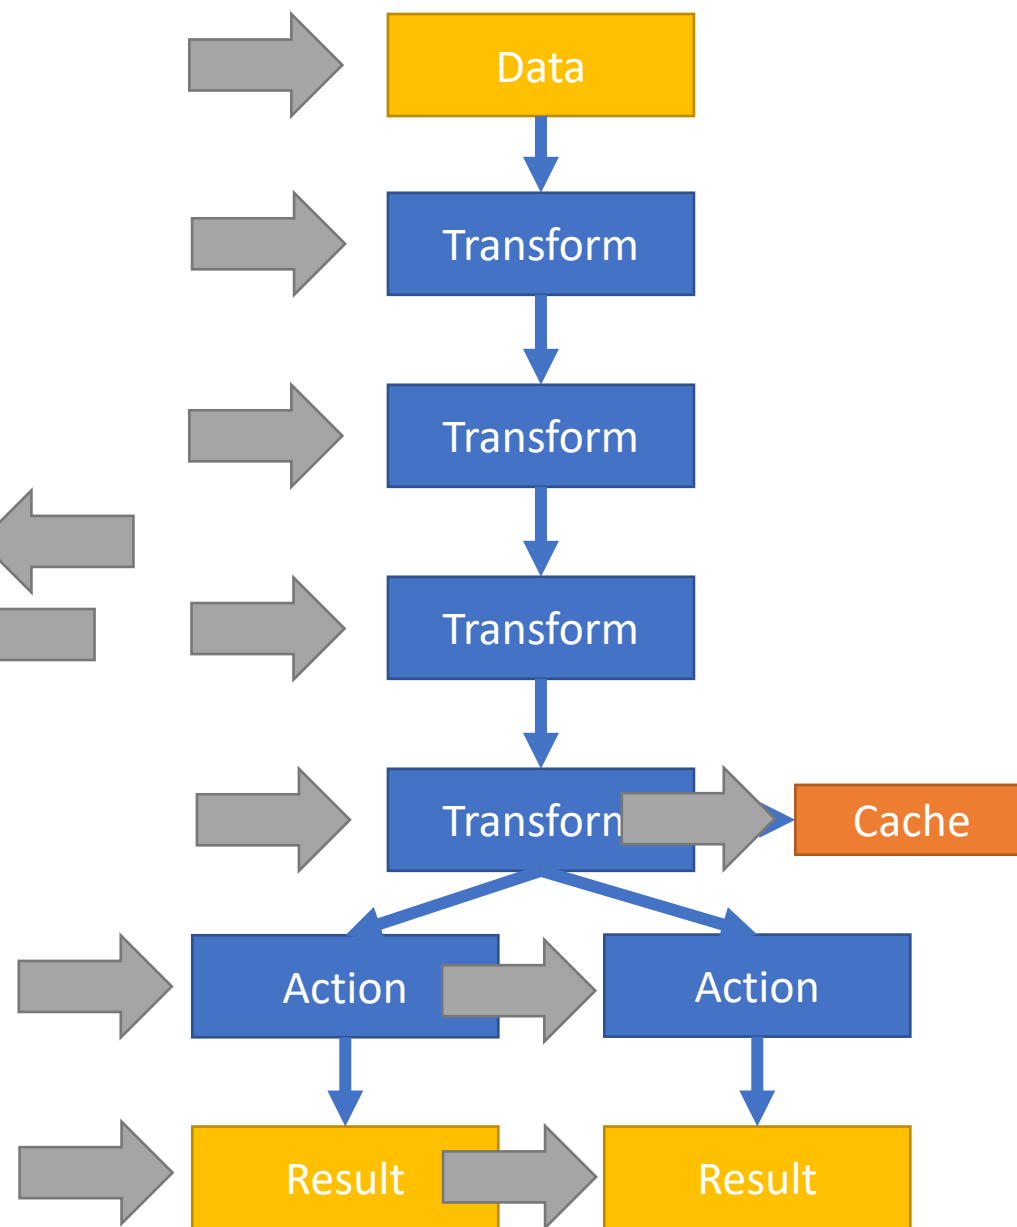 Data
Transform
Transform
Transform
Transform
Cache
Action
Action
Result
Result